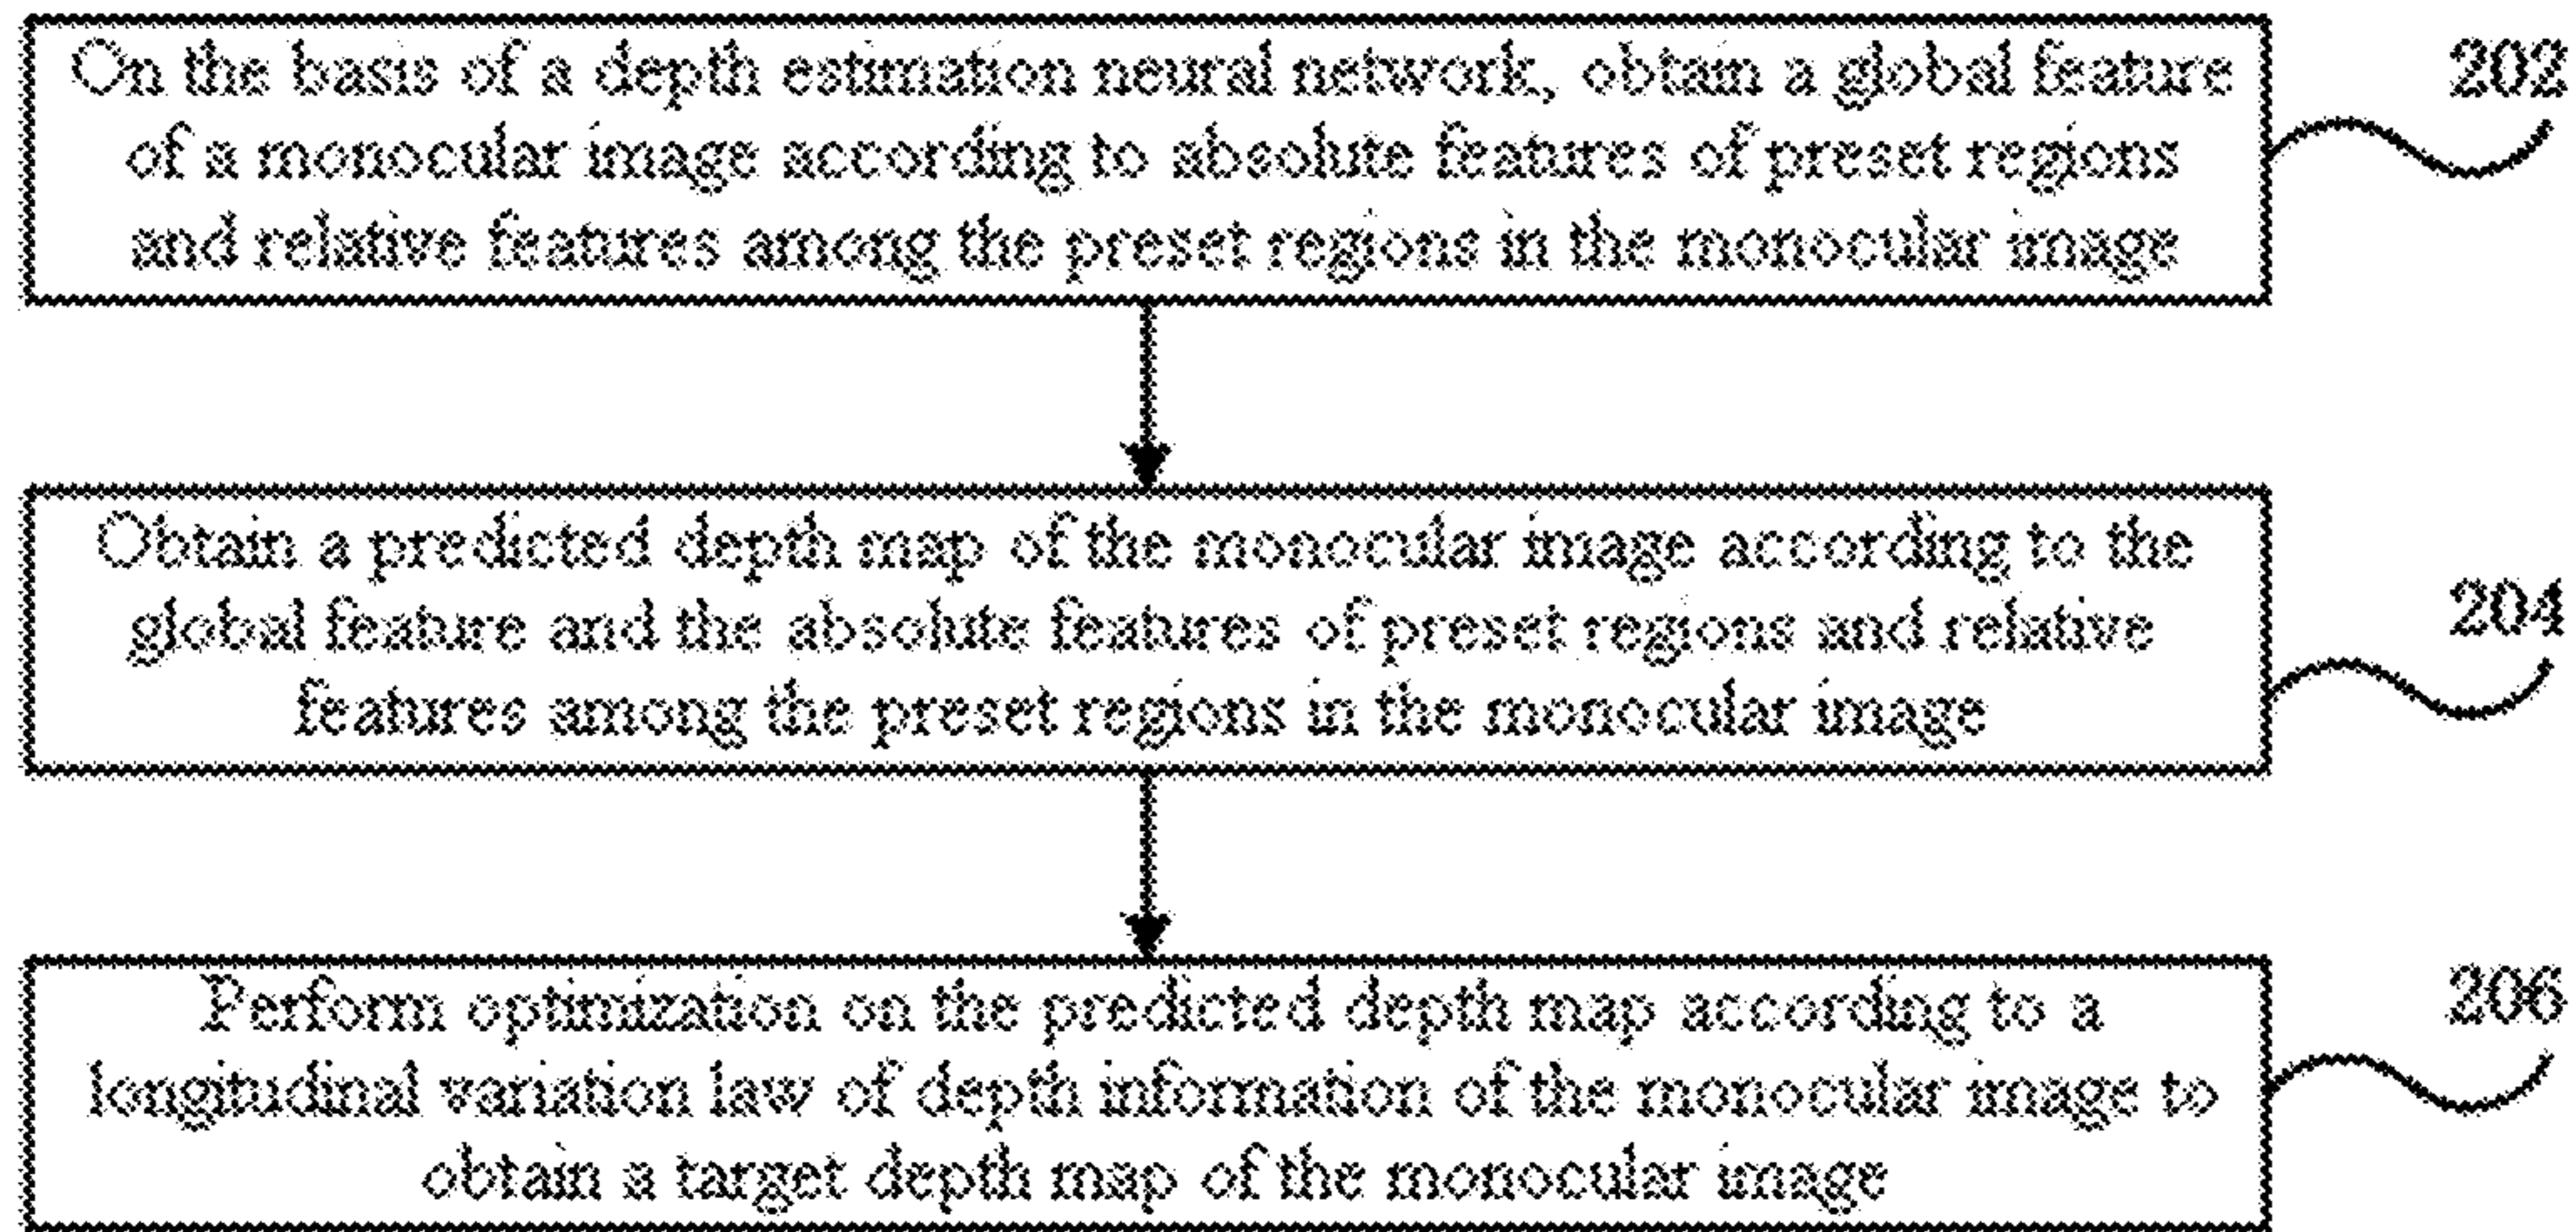 On the basis of a depth estimation neural network, obtain a global feature
of a monocular image according to absolute features of preset regions
and relative features among the preset regions in the monocular image
202
Obtain a predicted depth map of the monocular image according to the
global feature and the absolute features of preset regions and relative
features among the preset regions in the monocular image
204
Perform optimization on the predicted depth map according to a
longitudinal variation law of depth information of the monocular image to
obtain a target depth map of the monocular image
206